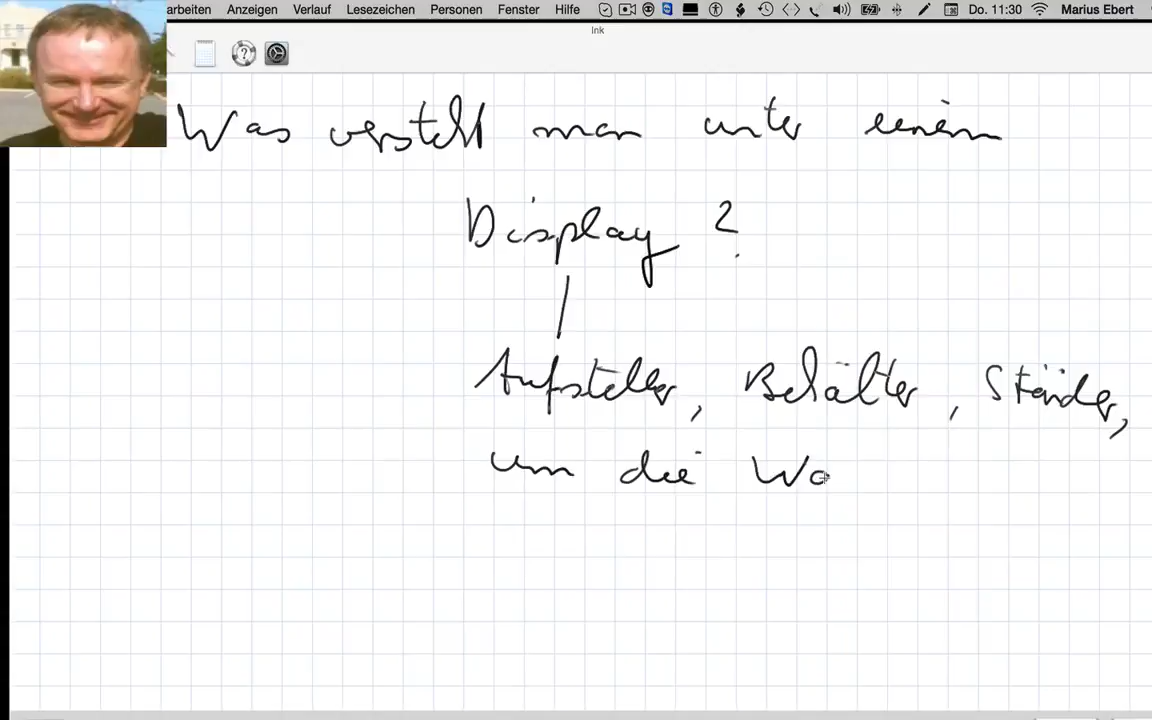 arbeiten Anzeigen Verlauf Lesezeichen Personen Fenster Hilfe Do. 11:30 Marius Ebert
Ink
Was versteht man unter einem
Display ?
Aufsteller, Behälter, Ständer,
um die Wa